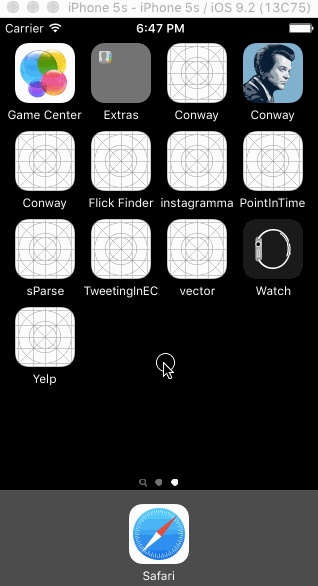 iPhone 5s - iPhone 5s / iOS 9.2 (13C75)
Carrier 6:47 PM
Game Center Extras Conway Conway
Conway Flick Finder instagramma PointInTime
sParse TweetingInEC vector Watch
Yelp
Safari